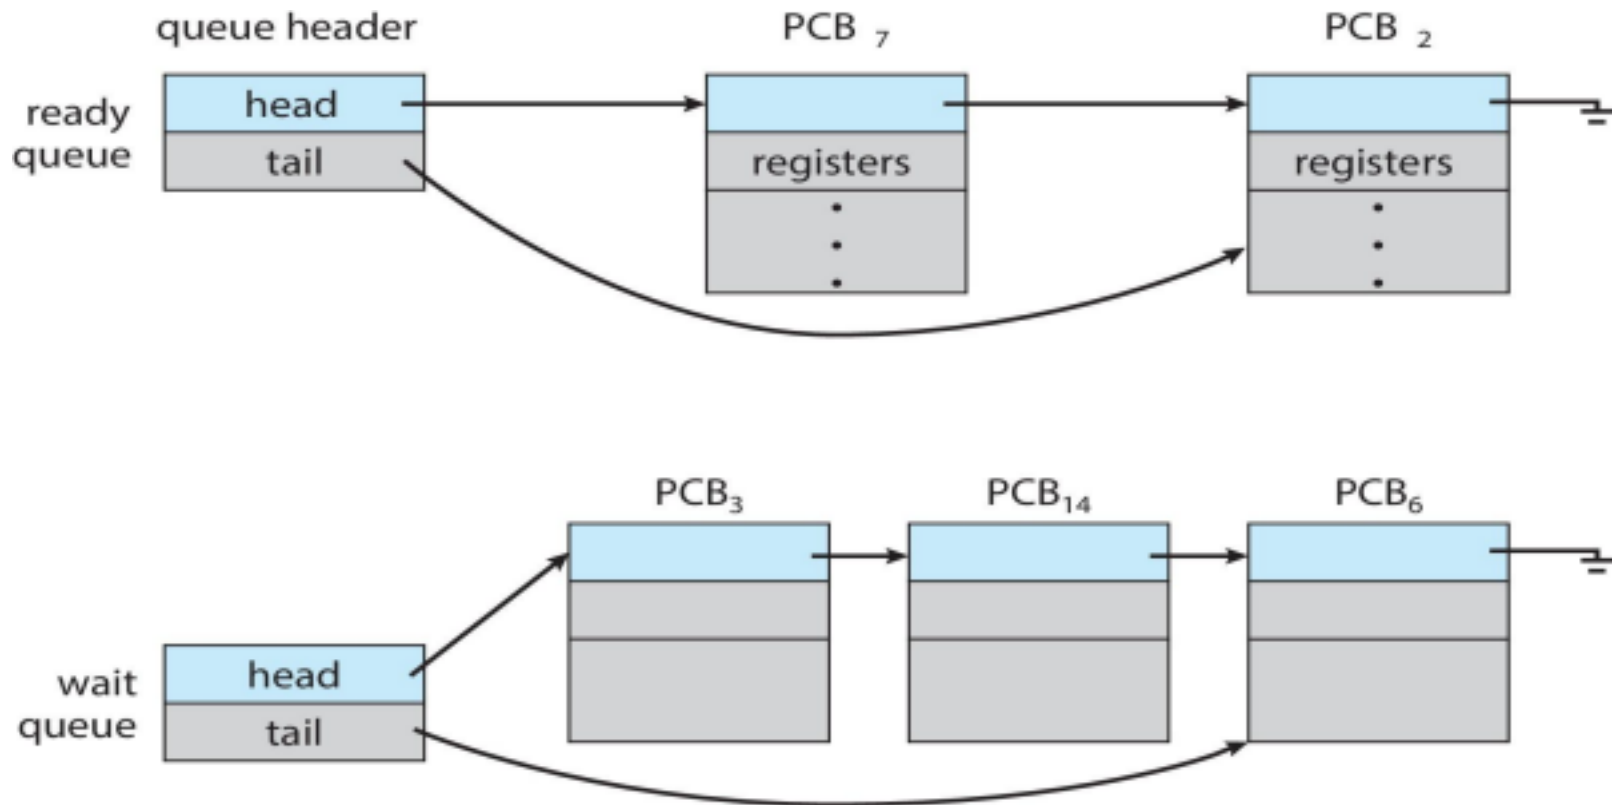 queue header
PCB 7
PCB 2
ready
queue
head
tail
registers
registers
PCB3
PCB14
PCB6
wait
queue
head
tail